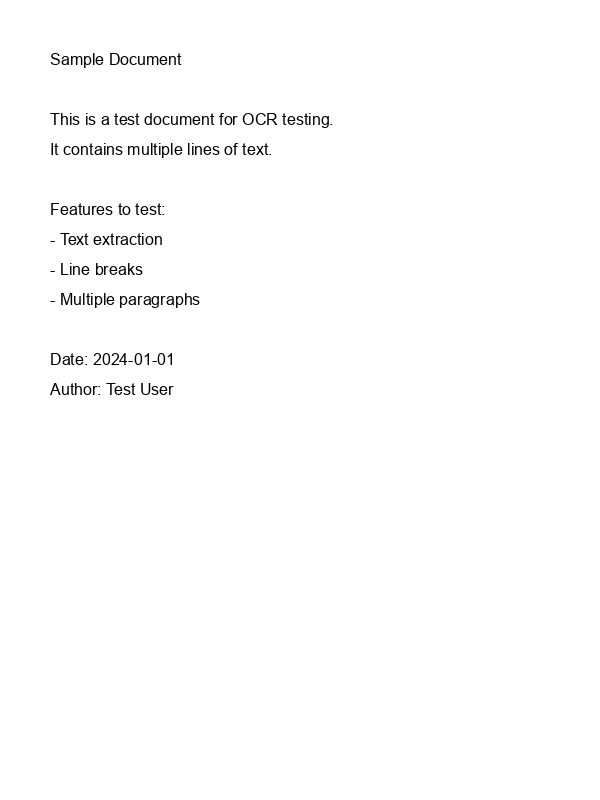 Sample Document
This is a test document for OCR testing.
It contains multiple lines of text.
Features to test:
- Text extraction
- Line breaks
- Multiple paragraphs
Date: 2024-01-01
Author: Test User